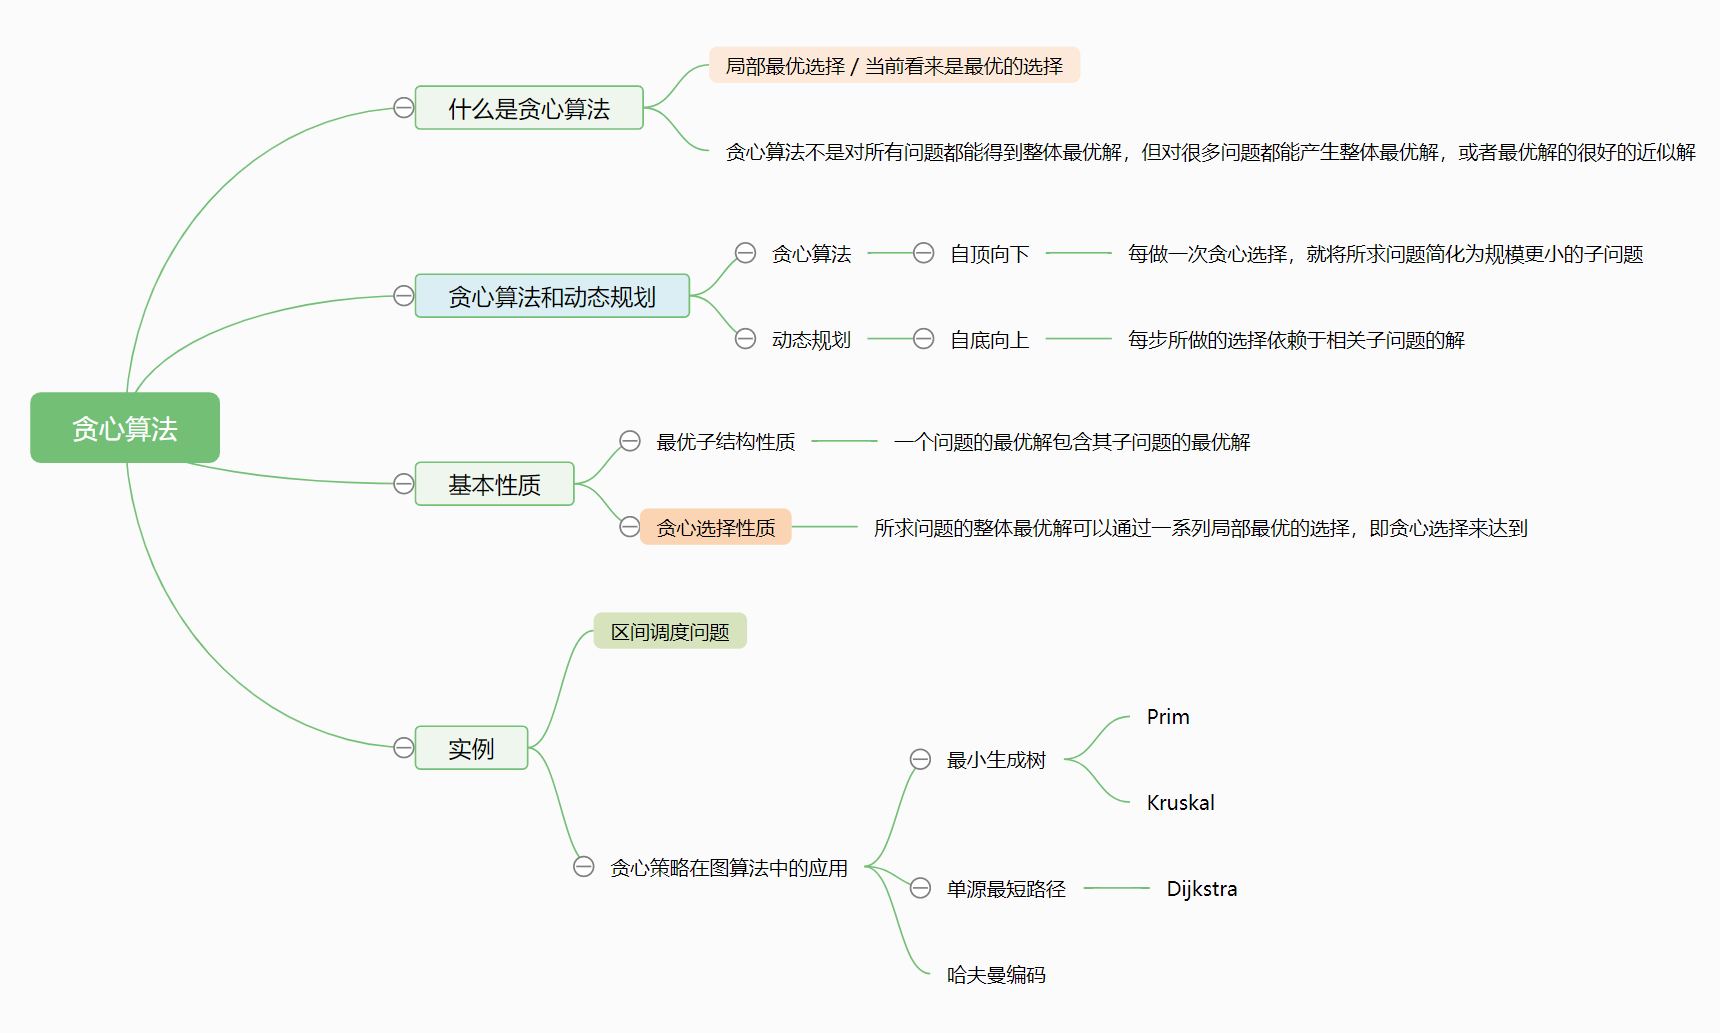 局部最优选择 / 当前看来是最优的选择
什么是贪心算法
贪心算法不是对所有问题都能得到整体最优解，但对很多问题都能产生整体最优解，或者最优解的很好的近似解
贪心算法
自顶向下
每做一次贪心选择，就将所求问题简化为规模更小的子问题
贪心算法和动态规划
动态规划
自底向上
每步所做的选择依赖于相关子问题的解
贪心算法
最优子结构性质
一个问题的最优解包含其子问题的最优解
基本性质
贪心选择性质
所求问题的整体最优解可以通过一系列局部最优的选择，即贪心选择来达到
区间调度问题
实例
Prim
最小生成树
Kruskal
贪心策略在图算法中的应用
单源最短路径
Dijkstra
哈夫曼编码